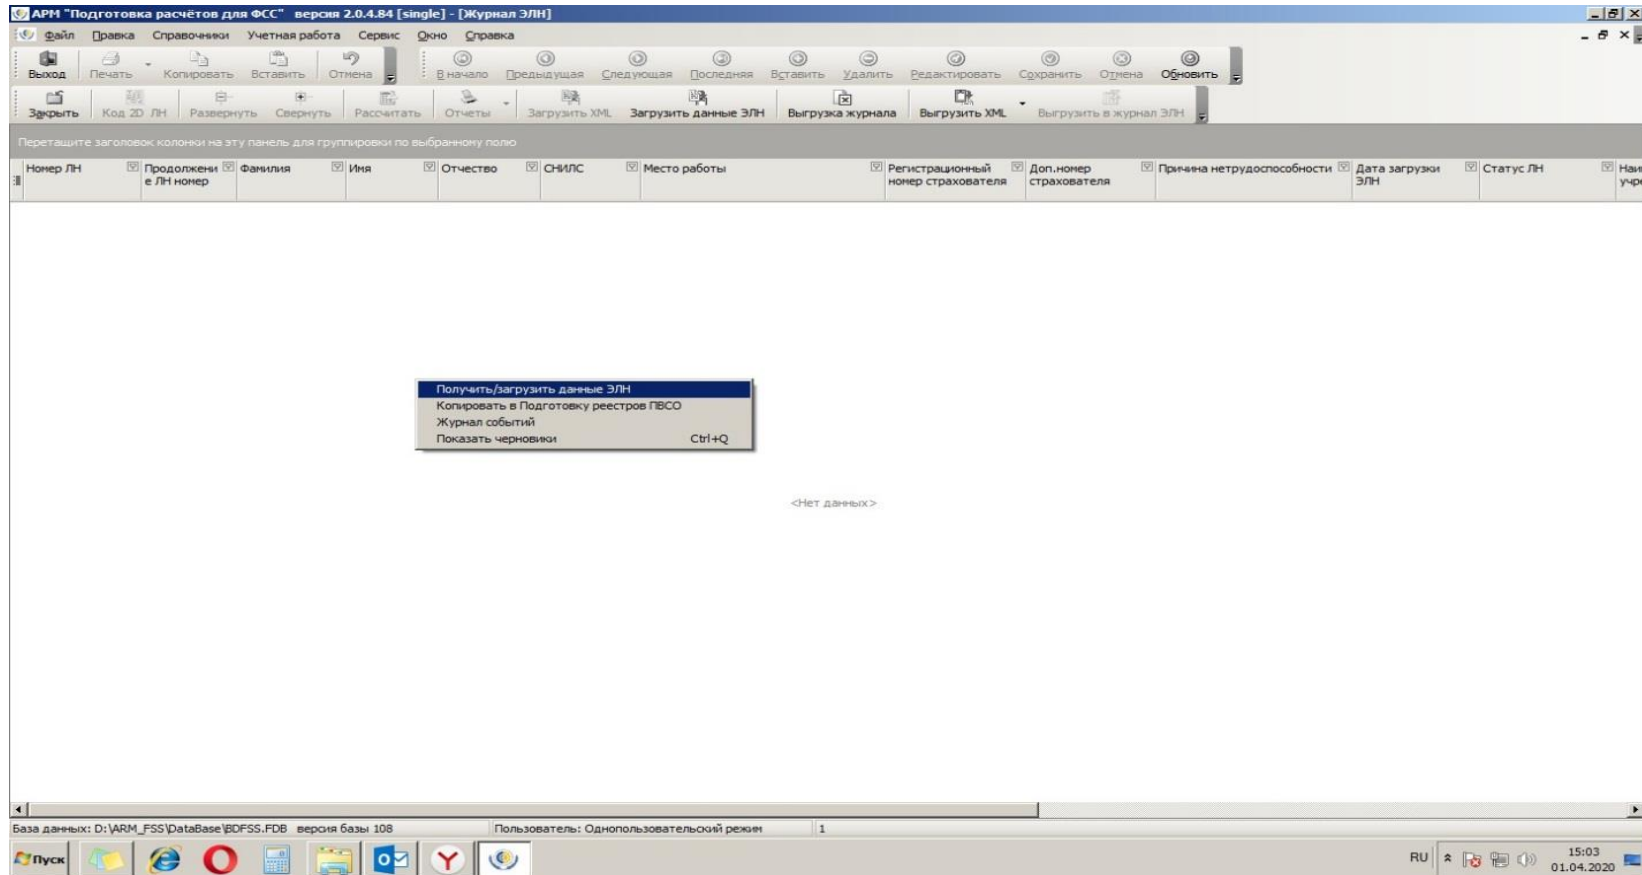 АРМ "Подготовка расчётов для ФСС" версия 2.0.4.84 [single] - [Журнал ЭЛН]
Файл Правка Справочники Учетная работа Сервис Окно Справка
Выход Печать Копировать Вставить Отмена В начало Предыдущая Следующая Последняя Вставить Удалить Редактировать Сохранить Отмена Обновить
Закрыть Код 2D ЛН Развернуть Свернуть Рассчитать Отчеты Загрузить XML Загрузить данные ЭЛН Выгрузка журнала Выгрузить XML Выгрузить в журнал ЭЛН
Перетащите заголовок колонки на эту панель для группировки по выбранному полю
Номер ЛН Продолжени Фамилия Имя Отчество СНИЛС Место работы Регистрационный Доп.номер Причина нетрудоспособности Дата загрузки Статус ЛН Наи
е ЛН номер номер страхователя страхователя ЭЛН учре
Получить/загрузить данные ЭЛН
Копировать в Подготовку реестров ПВСО
Журнал событий
Показать черновики Ctrl+Q
<Нет данных>
База данных: D:\ARM_FSS\DataBase\BDFSS.FDB версия базы 108 Пользователь: Однопользовательский режим 1
Пуск RU 15:03
01.04.2020